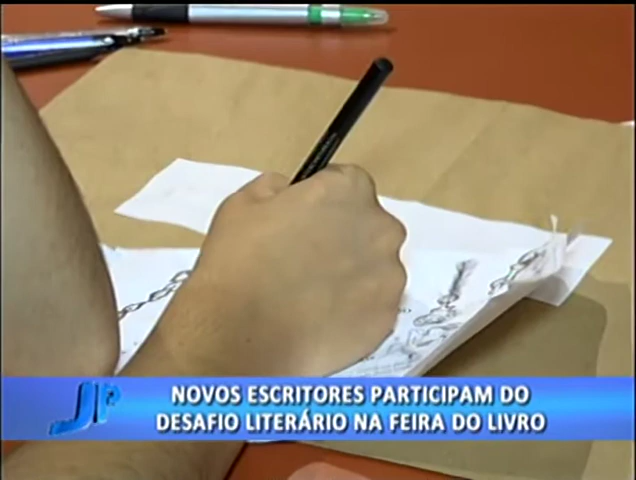 NOVOS ESCRITORES PARTICIPAM DO
JP DESAFIO LITERÁRIO NA FEIRA DO LIVRO